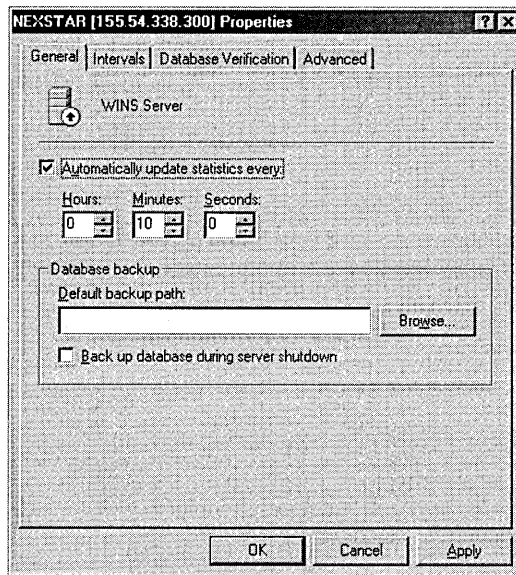 NEXSTAR [155.54.338.300] Properties ? X
General Intervals Database Verification Advanced
WINS Server
Automatically update statistics every:
Hours: Minutes: Seconds:
0 10 0
Database backup
Default backup path:
Browse...
Back up database during server shutdown
OK Cancel Apply